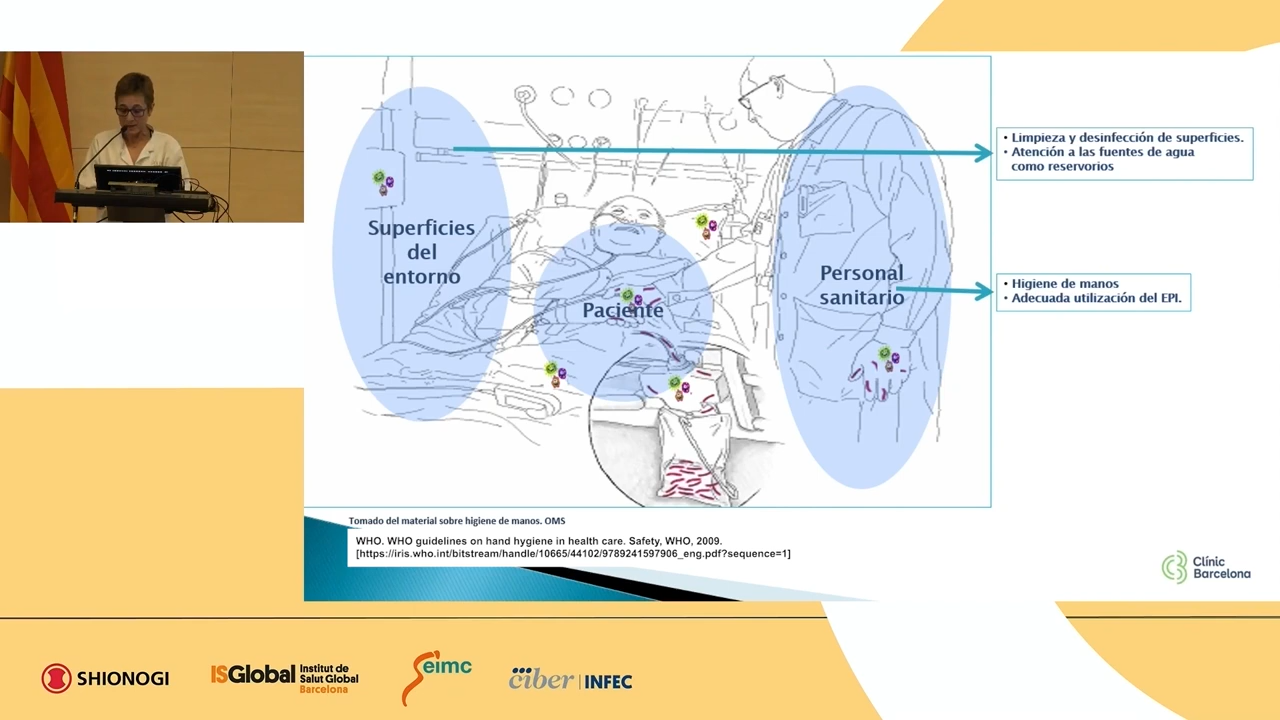 • Limpieza y desinfección de superficies.
• Atención a las fuentes de agua
como reservorios
Superficies
del
entorno
Paciente
Personal
sanitario
• Higiene de manos
• Adecuada utilización del EPI.
Tomado del material sobre higiene de manos. OMS
WHO. WHO guidelines on hand hygiene in health care. Safety, WHO, 2009.
[https://iris.who.int/bitstream/handle/10665/44102/9789241597906_eng.pdf?sequence=1]
Clínic
Barcelona
SHIONOGI
ISGlobal Institut de
Salut Global
Barcelona
Seimc
ciber | INFEC